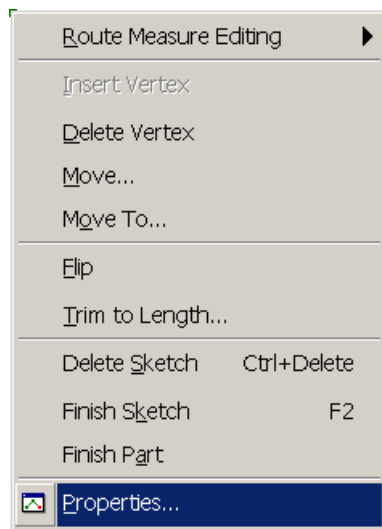 Route Measure Editing
Insert Vertex
Delete Vertex
Move...
Move To...
Flip
Trim to Length...
Delete Sketch Ctrl+Delete
Finish Sketch F2
Finish Part
Properties...